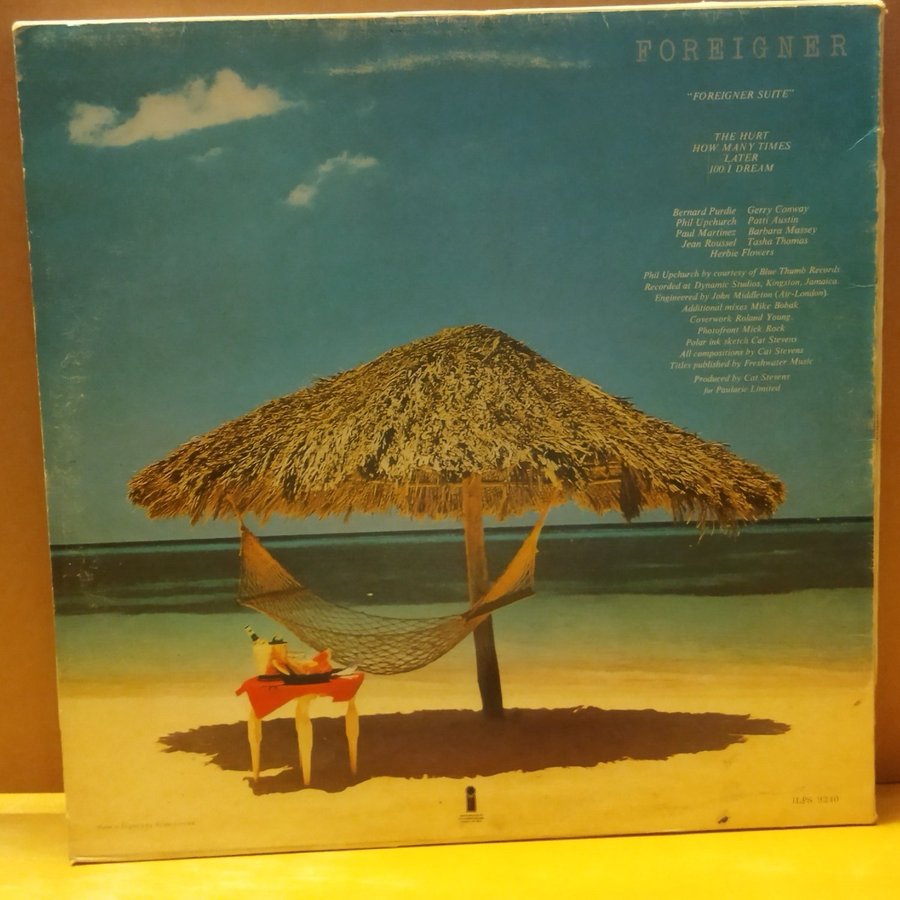 FOREIGNER
"FOREIGNER SUITE"
THE HURT
HOW MANY TIMES
LATER
100:I DREAM
Bernard Purdie Gerry Conway
Phil Upchurch Patti Austin
Paul Martinez Barbara Massey
Jean Roussel Tasha Thomas
Herbie Flowers
Phil Upchurch by courtesy of Blue Thumb Records
Recorded at Dynamic Studios, Kingston, Jamaica.
Engineered by John Middleton (Air-London).
Additional mixes Mike Bobak
Coverwork Roland Young
Photofront Mick Rock
Polar ink sketch Cat Stevens
All compositions by Cat Stevens
Titles published by Freshwater Music
Produced by Cat Stevens
for Paularic Limited
ILPS 9240